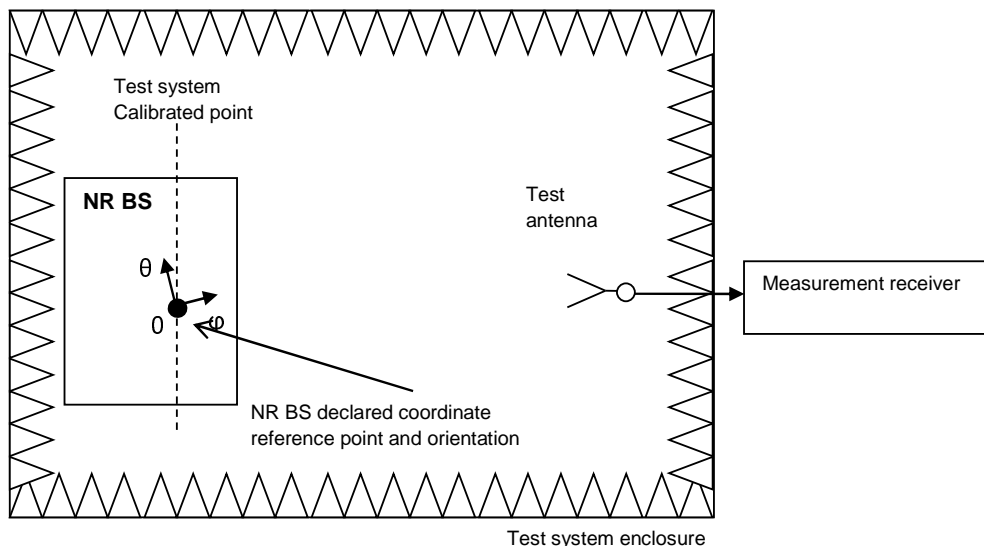 Test system
Calibrated point
NR BS
Test
antenna
θ
0
φ
Measurement receiver
NR BS declared coordinate
reference point and orientation
Test system enclosure